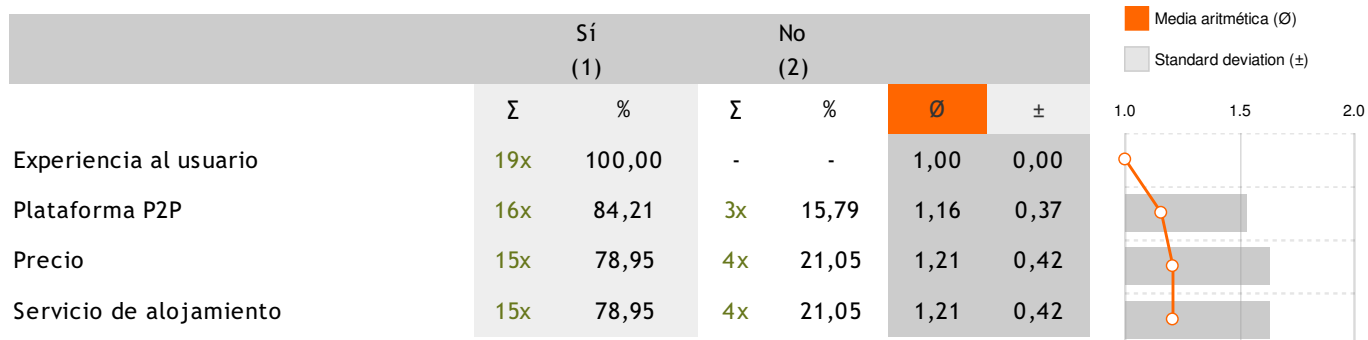 Sí No
(1) (2)
Σ % Σ % Ø ±
Experiencia al usuario 19x 100,00 - - 1,00 0,00
Plataforma P2P 16x 84,21 3x 15,79 1,16 0,37
Precio 15x 78,95 4x 21,05 1,21 0,42
Servicio de alojamiento 15x 78,95 4x 21,05 1,21 0,42
Media aritmética (Ø)
Standard deviation (±)
1.0 1.5 2.0